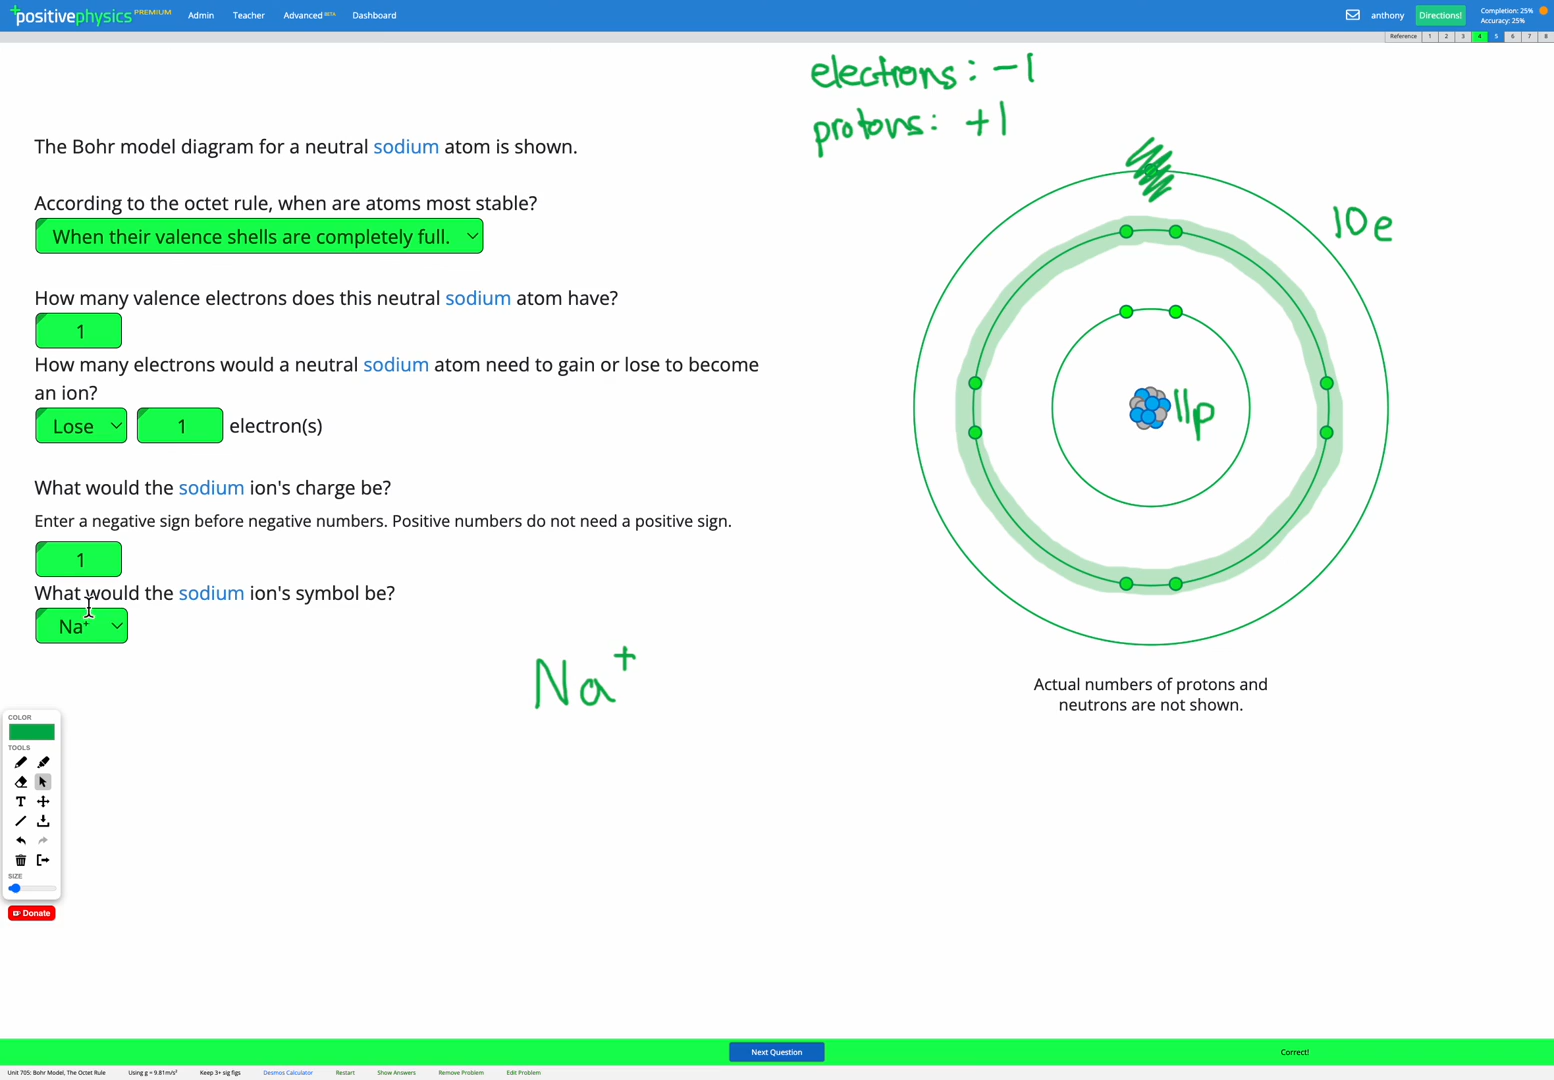 +positivephysics PREMIUM Admin Teacher Advanced BETA Dashboard anthony Directions! Completion: 25%
Accuracy: 25%
Reference 1 2 3 4 5 6 7 8
electrons: -1
protons: +1
The Bohr model diagram for a neutral sodium atom is shown.
According to the octet rule, when are atoms most stable?
When their valence shells are completely full.
10e
How many valence electrons does this neutral sodium atom have?
1
How many electrons would a neutral sodium atom need to gain or lose to become
an ion?
Lose 1 electron(s)
11p
What would the sodium ion's charge be?
Enter a negative sign before negative numbers. Positive numbers do not need a positive sign.
1
What would the sodium ion's symbol be?
Na⁺
Na⁺
Actual numbers of protons and
neutrons are not shown.
COLOR
TOOLS
T
SIZE
Donate
Next Question Correct!
Unit 705: Bohr Model, The Octet Rule Using g = 9.81m/s² Keep 3+ sig figs Desmos Calculator Restart Show Answers Remove Problem Edit Problem